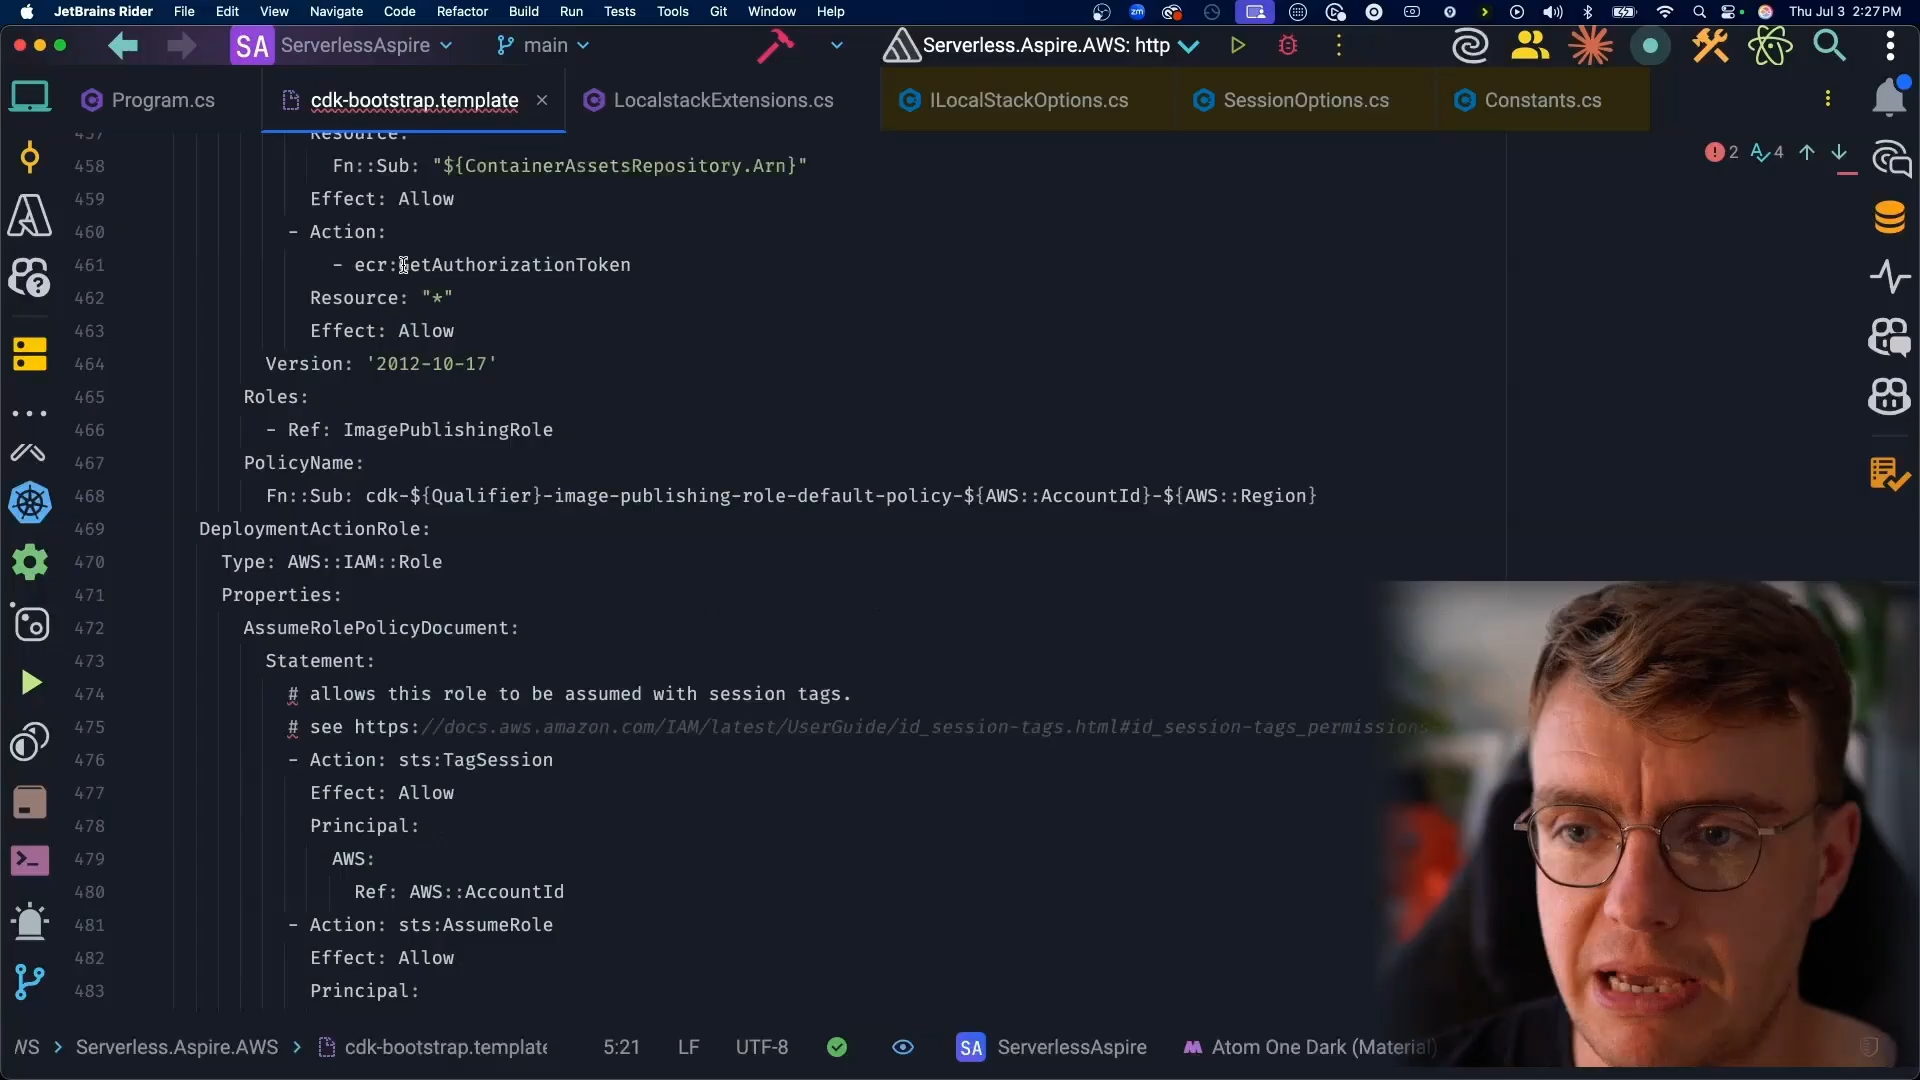 JetBrains Rider File Edit View Navigate Code Refactor Build Run Tests Tools Git Window Help zm Thu Jul 3 2:27 PM
SA ServerlessAspire main Serverless.Aspire.AWS: http
Program.cs cdk-bootstrap.template LocalstackExtensions.cs ILocalStackOptions.cs SessionOptions.cs Constants.cs
457 Resource:
2 4
458 Fn::Sub: "${ContainerAssetsRepository.Arn}"
459 Effect: Allow
460 - Action:
461 - ecr:GetAuthorizationToken
462 Resource: "*"
463 Effect: Allow
464 Version: '2012-10-17'
465 Roles:
466 - Ref: ImagePublishingRole
467 PolicyName:
468 Fn::Sub: cdk-${Qualifier}-image-publishing-role-default-policy-${AWS::AccountId}-${AWS::Region}
469 DeploymentActionRole:
470 Type: AWS::IAM::Role
471 Properties:
472 AssumeRolePolicyDocument:
473 Statement:
474 # allows this role to be assumed with session tags.
475 # see https://docs.aws.amazon.com/IAM/latest/UserGuide/id_session-tags.html#id_session-tags_permissions
476 - Action: sts:TagSession
477 Effect: Allow
478 Principal:
479 AWS:
480 Ref: AWS::AccountId
481 - Action: sts:AssumeRole
482 Effect: Allow
483 Principal:
WS > Serverless.Aspire.AWS > cdk-bootstrap.template 5:21 LF UTF-8 SA ServerlessAspire Atom One Dark (Material)